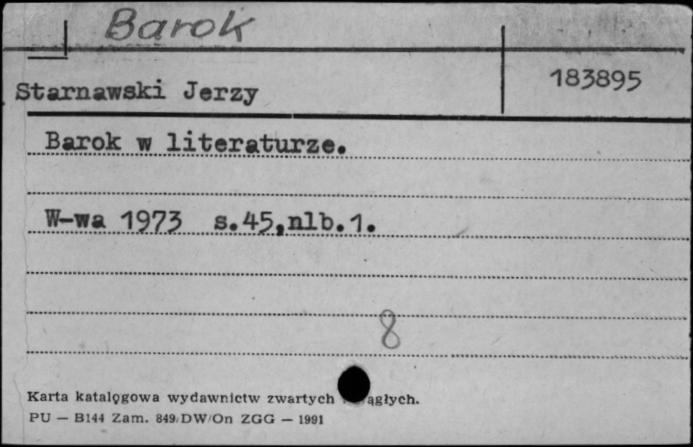 Barok
183895
Starnawski Jerzy
Barok w literaturze.
W-wa 1973 s.45,nlb.1.
8
Karta katalogowa wydawnictw zwartych ągłych.
PU — B144 Zam. 849/DW/On ZGG — 1991